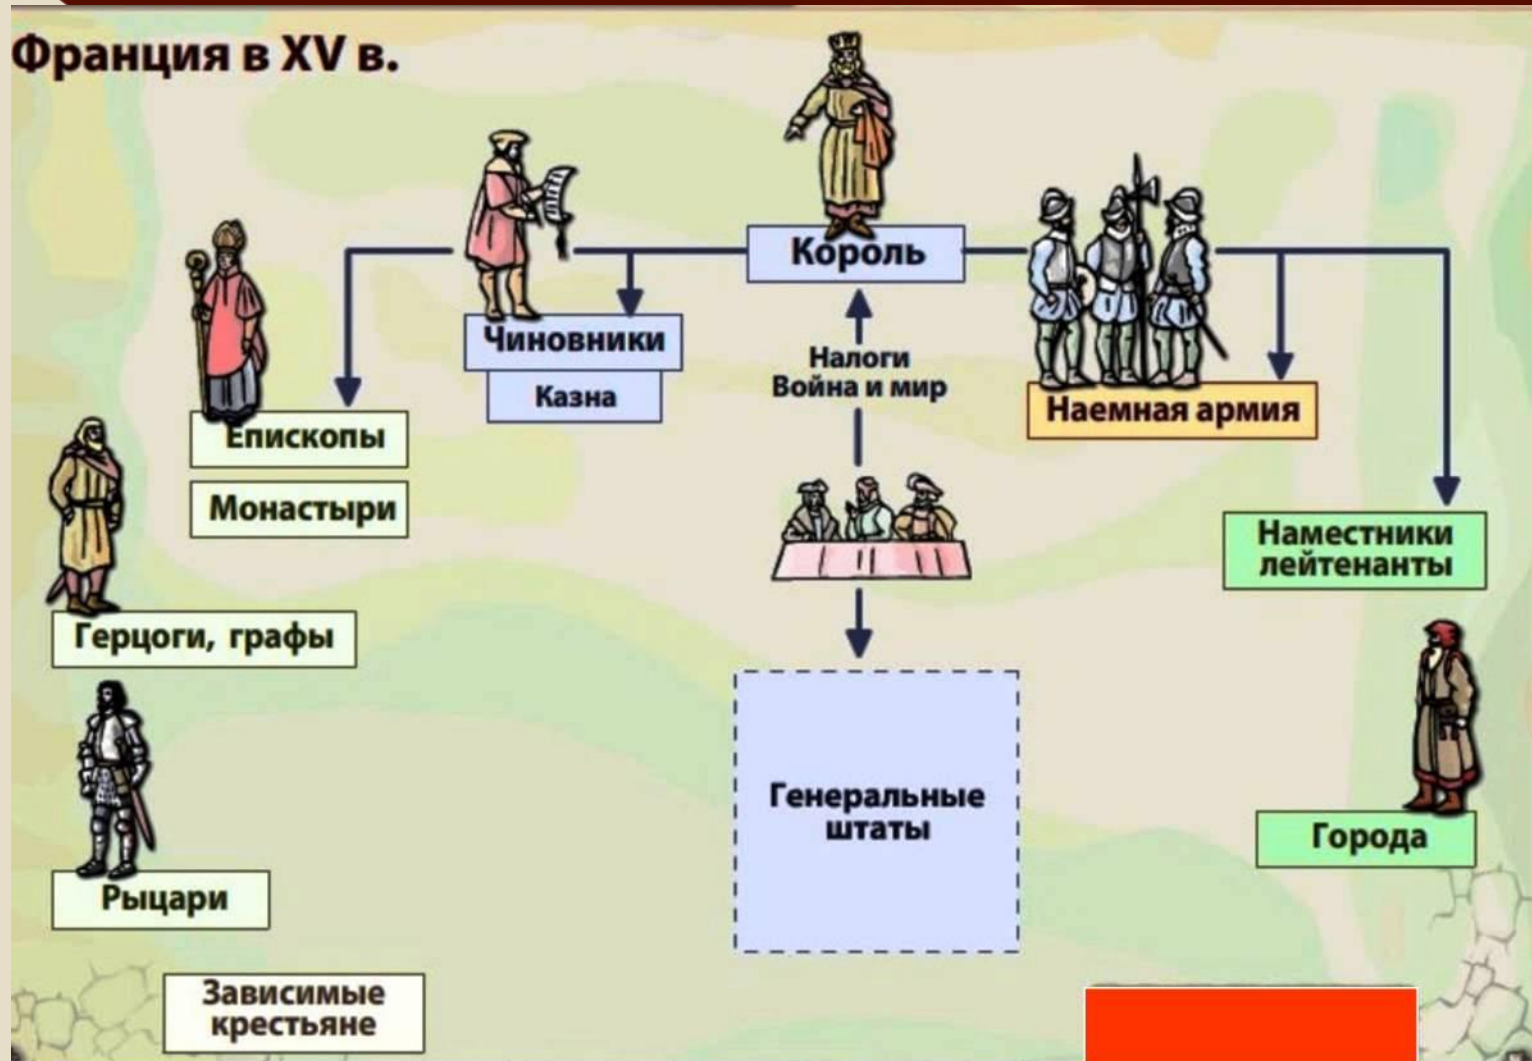 Франция в XV в.
Король
Чиновники
Казна
Налоги
Война и мир
Наемная армия
Епископы
Монастыри
Наместники
лейтенанты
Герцоги, графы
Генеральные
штаты
Города
Рыцари
Зависимые
крестьяне